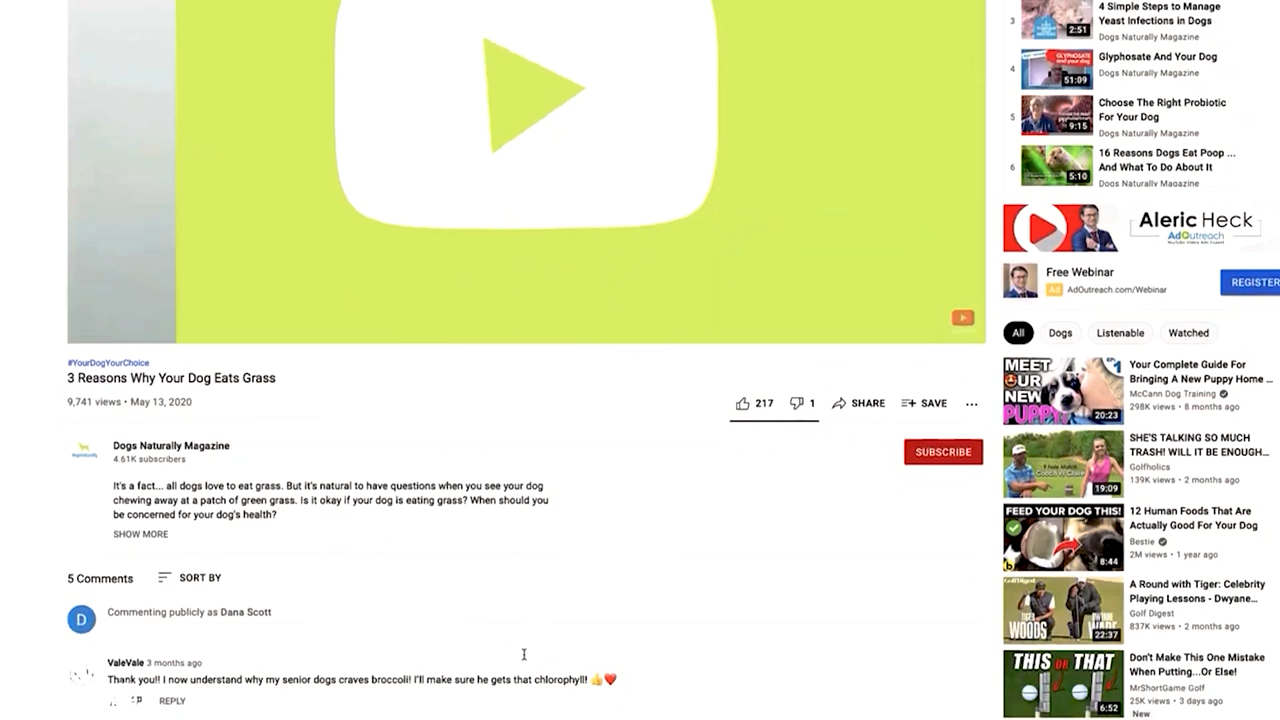 #YourDogYourChoice
3 Reasons Why Your Dog Eats Grass
9,741 views • May 13, 2020
217
1
SHARE
SAVE
Dogs Naturally Magazine
4.61K subscribers
SUBSCRIBE
It's a fact... all dogs love to eat grass. But it's natural to have questions when you see your dog
chewing away at a patch of green grass. Is it okay if your dog is eating grass? When should you
be concerned for your dog's health?
SHOW MORE
5 Comments
SORT BY
D
Commenting publicly as Dana Scott
ValeVale 3 months ago
Thank you!! I now understand why my senior dogs craves broccoli! I'll make sure he gets that chlorophyll! 👍❤️
REPLY
3
4 Simple Steps to Manage
Yeast Infections in Dogs
Dogs Naturally Magazine
2:51
4
GLYPHOSATE
Glyphosate And Your Dog
Dogs Naturally Magazine
51:09
5
Choose The Right Probiotic
For Your Dog
Dogs Naturally Magazine
9:15
6
16 Reasons Dogs Eat Poop ...
And What To Do About It
Dogs Naturally Magazine
5:10
Aleric Heck
AdOutreach
Free Webinar
Ad AdOutreach.com/Webinar
REGISTER
All
Dogs
Listenable
Watched
MEET
OUR
NEW
PUPPY
20:23
Your Complete Guide For
Bringing A New Puppy Home ...
McCann Dog Training
298K views • 8 months ago
19:09
SHE'S TALKING SO MUCH
TRASH! WILL IT BE ENOUGH...
Golfholics
139K views • 2 months ago
FEED YOUR DOG THIS!
8:44
12 Human Foods That Are
Actually Good For Your Dog
Bestie
2M views • 1 year ago
TIGER
WOODS
WADE
22:37
A Round with Tiger: Celebrity
Playing Lessons - Dwyane...
Golf Digest
837K views • 2 months ago
THIS OR THAT
6:52
Don't Make This One Mistake
When Putting...Or Else!
MrShortGame Golf
25K views • 3 days ago
New